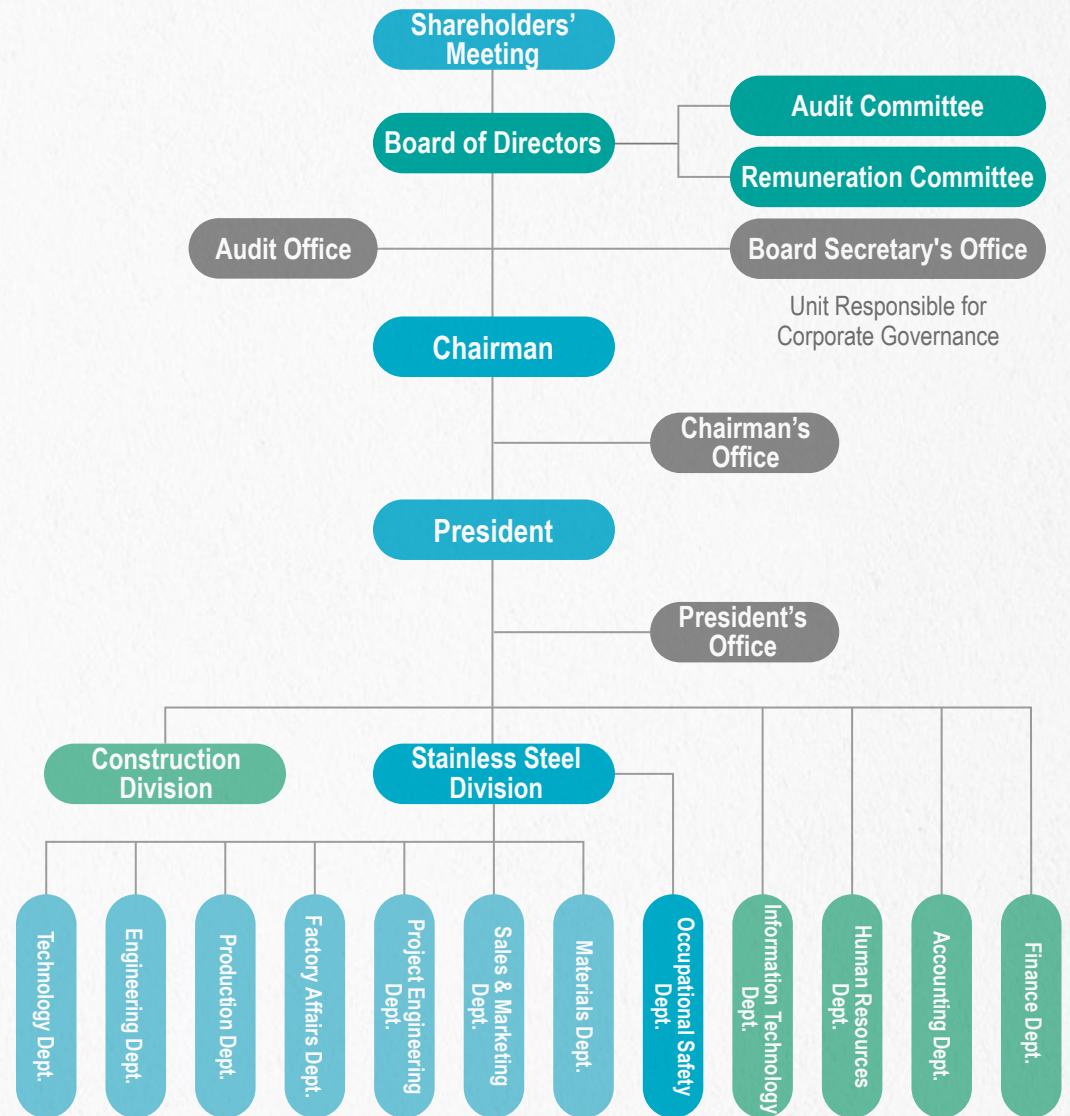 Shareholders’
Meeting
Board of Directors
Audit Committee
Remuneration Committee
Audit Office
Board Secretary's Office
Unit Responsible for
Corporate Governance
Chairman
Chairman’s
Office
President
President’s
Office
Construction
Division
Stainless Steel
Division
Technology Dept.
Engineering Dept.
Production Dept.
Factory Affairs Dept.
Project Engineering
Dept.
Sales & Marketing
Dept.
Materials Dept.
Occupational Safety
Dept.
Information Technology
Dept.
Human Resources
Dept.
Accounting Dept.
Finance Dept.